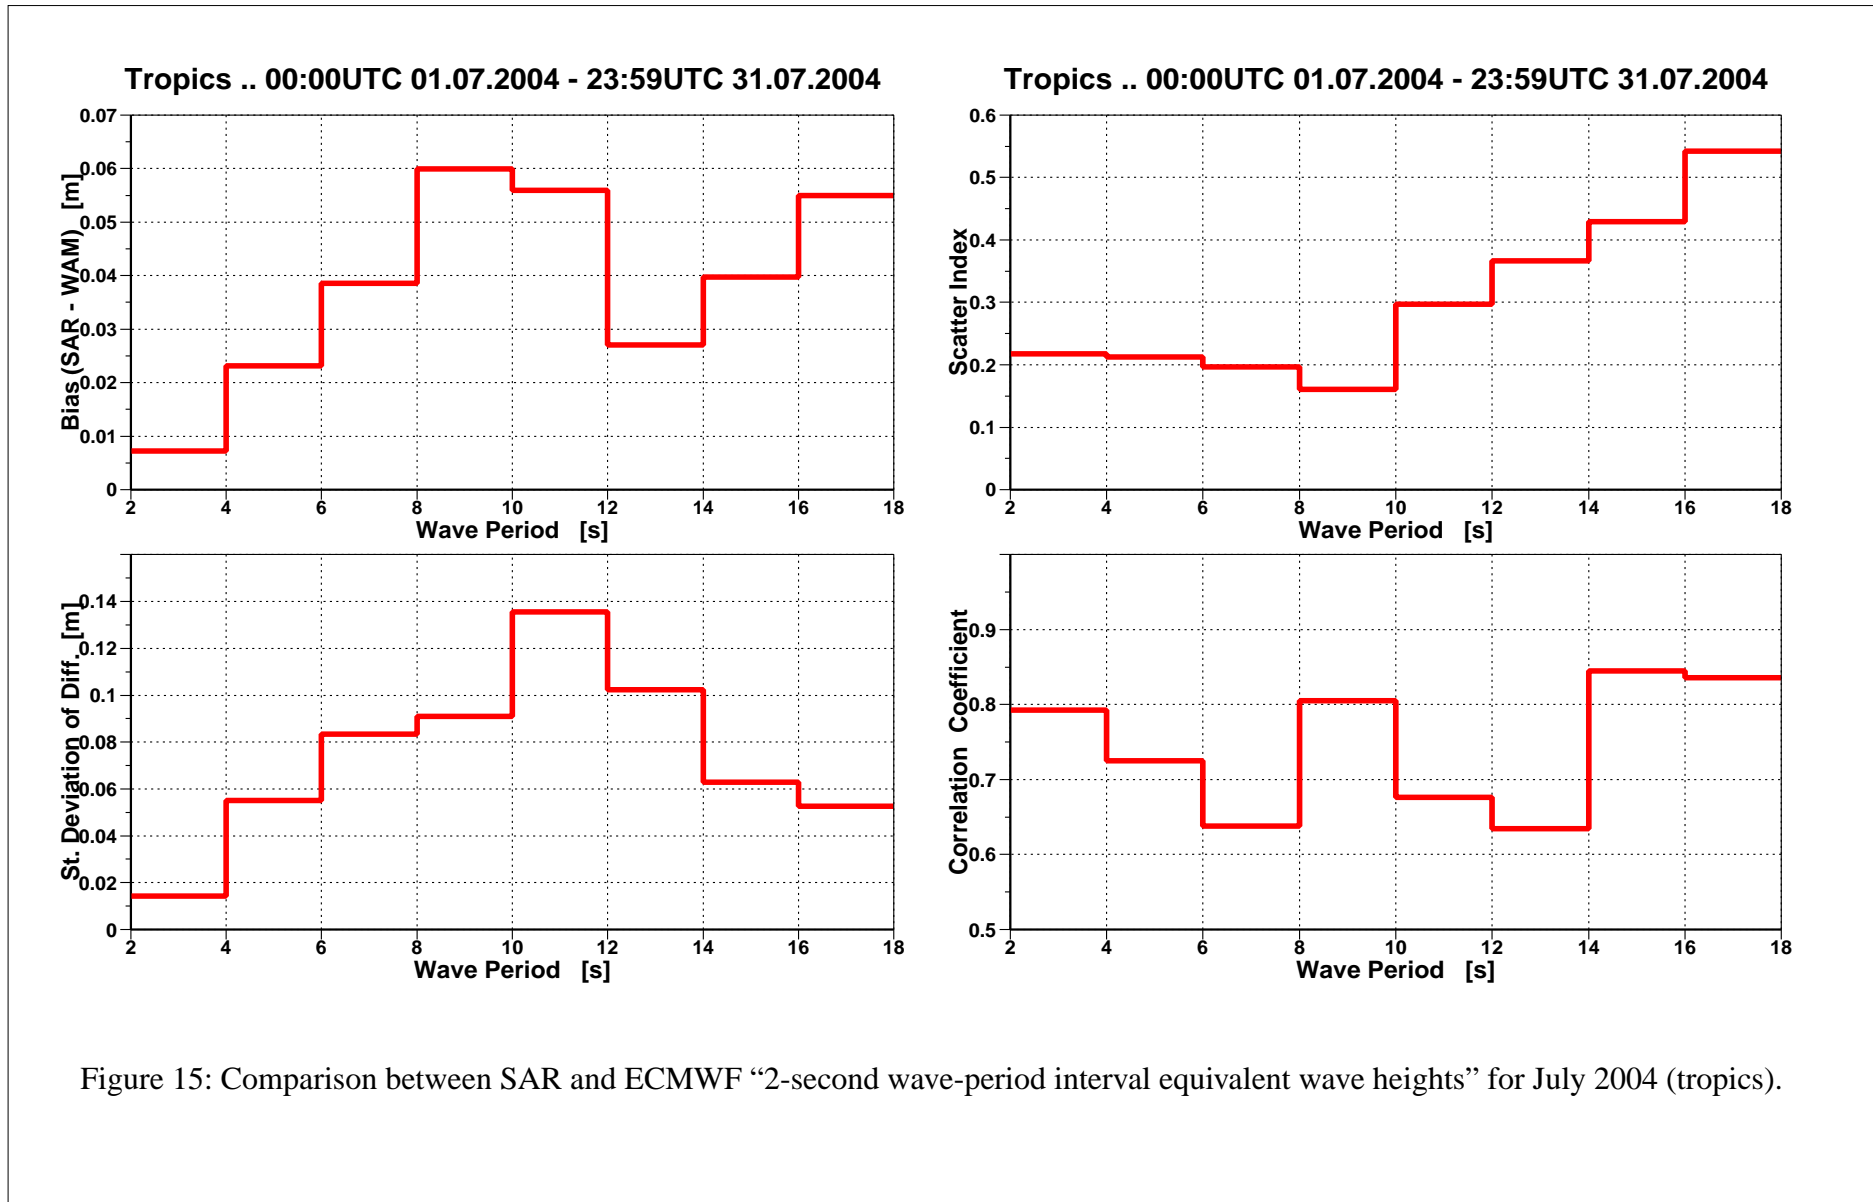 Tropics .. 00:00UTC 01.07.2004 - 23:59UTC 31.07.2004
0.07
0.06
0.05
0.04
0.03
0.02
0.01
0
Bias (SAR - WAM) [m]
2 4 6 8 10 12 14 16 18
Wave Period [s]
Tropics .. 00:00UTC 01.07.2004 - 23:59UTC 31.07.2004
0.6
0.5
0.4
0.3
0.2
0.1
0
Scatter Index
2 4 6 8 10 12 14 16 18
Wave Period [s]
0.14
0.12
0.1
0.08
0.06
0.04
0.02
0
St. Deviation of Diff. [m]
2 4 6 8 10 12 14 16 18
Wave Period [s]
0.9
0.8
0.7
0.6
0.5
Correlation Coefficient
2 4 6 8 10 12 14 16 18
Wave Period [s]
Figure 15: Comparison between SAR and ECMWF “2-second wave-period interval equivalent wave heights” for July 2004 (tropics).